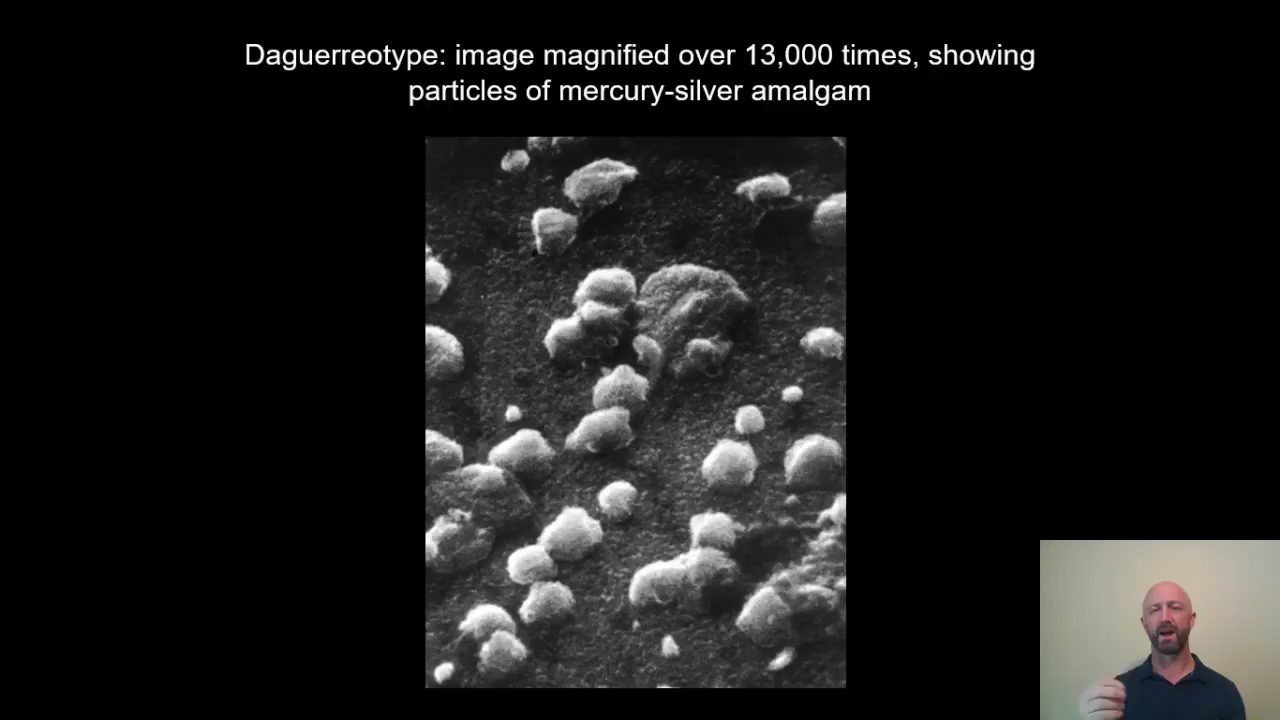 Daguerreotype: image magnified over 13,000 times, showing
particles of mercury-silver amalgam